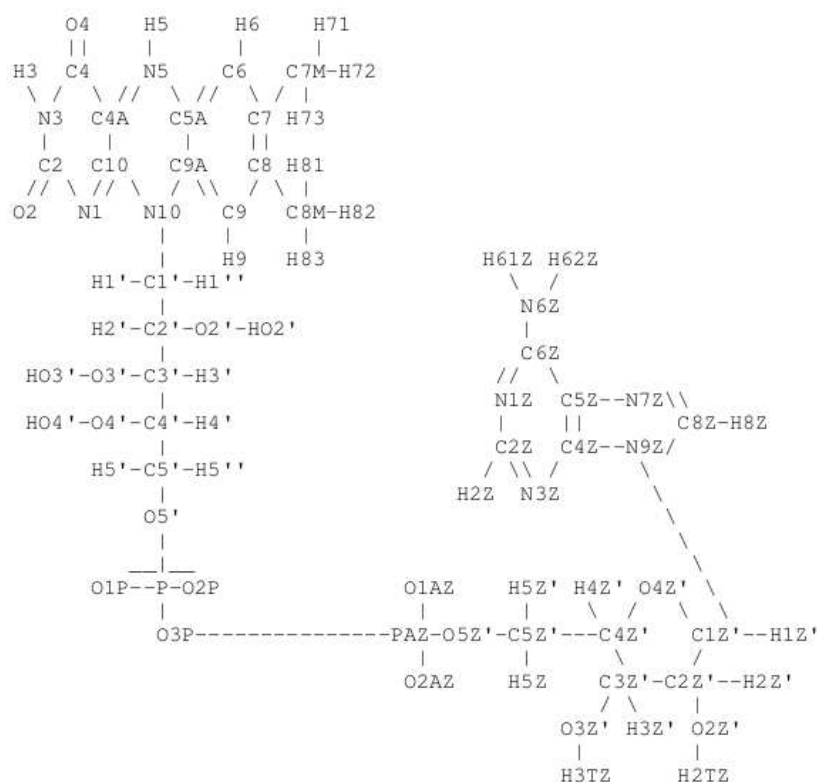 O4 H5 H6 H71
|| | | |
H3 C4 N5 C6 C7M-H72
\ / \ // \ // \ / |
N3 C4A C5A C7 H73
| | | ||
C2 C10 C9A C8 H81
// \ // \ / \\ / \ |
O2 N1 N10 C9 C8M-H82
| | |
| H9 H83 H61Z H62Z
H1'-C1'-H1'' \ /
| N6Z
H2'-C2'-O2'-HO2' |
| C6Z
HO3'-O3'-C3'-H3' // \
| N1Z C5Z--N7Z\\
HO4'-O4'-C4'-H4' | || C8Z-H8Z
| C2Z C4Z--N9Z/
H5'-C5'-H5'' / \\ / \
| H2Z N3Z \
O5' \
| \
__|__ \
O1P--P-O2P O1AZ H5Z' H4Z' O4Z' \
| | | \ / \ \
O3P----------------PAZ-O5Z'-C5Z'---C4Z' C1Z'--H1Z'
| | \ /
O2AZ H5Z C3Z'-C2Z'--H2Z'
/ \ |
O3Z' H3Z' O2Z'
| |
H3TZ H2TZ